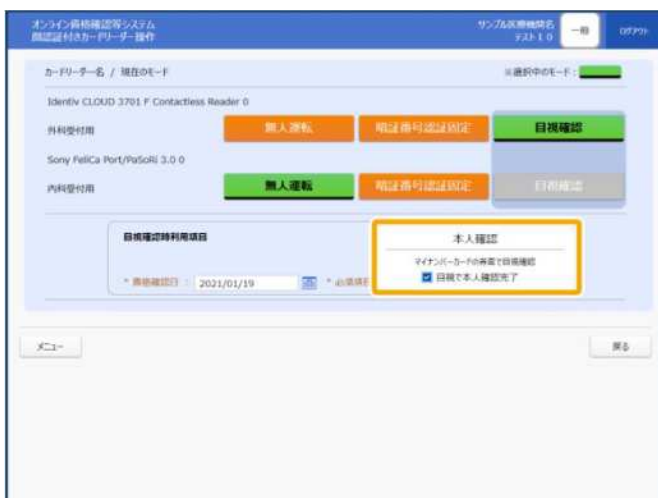 オンライン資格確認等システム
顔認証付きカードリーダー操作
サンプル医療機関名
テスト10
一般
ログアウト
カードリーダー名 / 現在のモード
※選択中のモード:
Identiv CLOUD 3701 F Contactless Reader 0
外科受付用
無人運転
暗証番号認証固定
目視確認
Sony FeliCa Port/PaSoRi 3.0 0
内科受付用
無人運転
暗証番号認証固定
目視確認
目視確認時利用項目
* 資格確認日 : 2021/01/19
* 必須項
本人確認
マイナンバーカードの券面で目視確認
目視で本人確認完了
メニュー
戻る